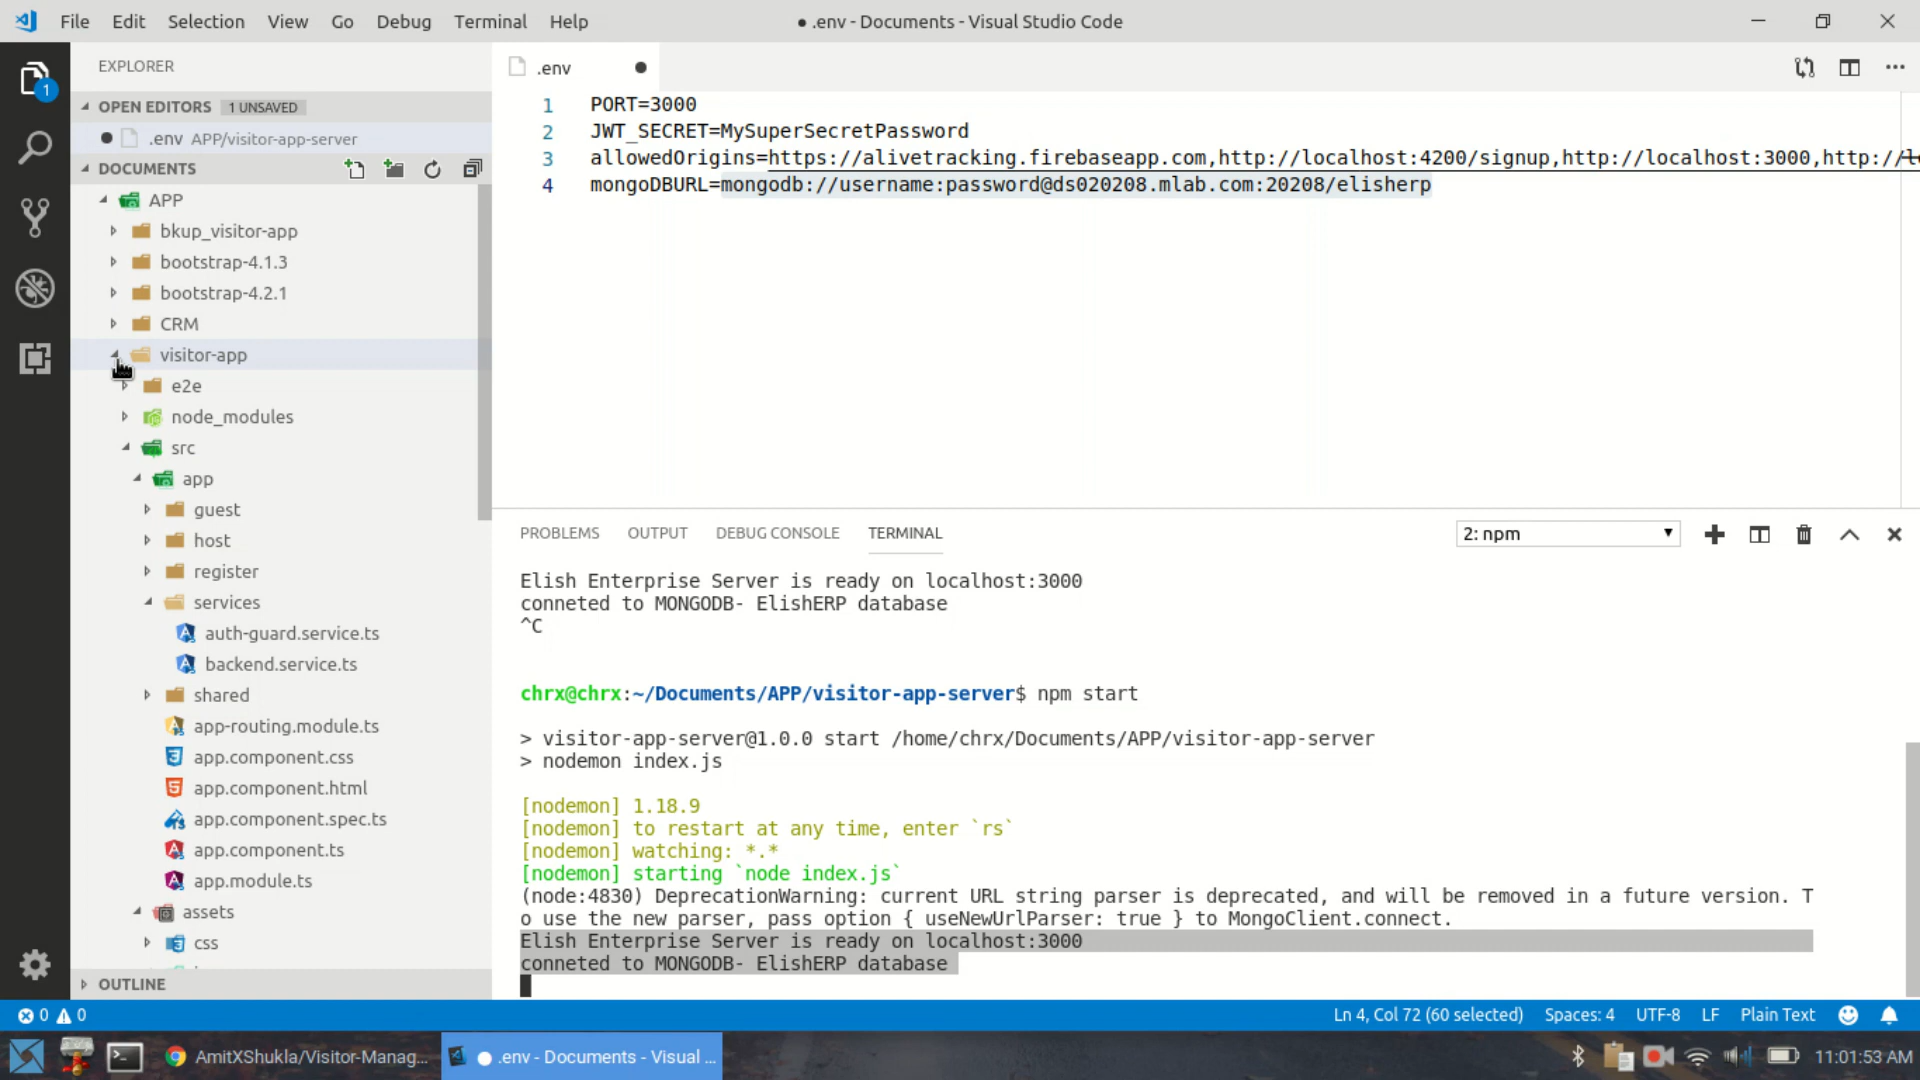 File Edit Selection View Go Debug Terminal Help
● .env - Documents - Visual Studio Code
EXPLORER
1
OPEN EDITORS 1 UNSAVED
.env APP/visitor-app-server
DOCUMENTS
APP
bkup_visitor-app
bootstrap-4.1.3
bootstrap-4.2.1
CRM
visitor-app
e2e
node_modules
src
app
guest
host
register
services
auth-guard.service.ts
backend.service.ts
shared
app-routing.module.ts
app.component.css
app.component.html
app.component.spec.ts
app.component.ts
app.module.ts
assets
css
OUTLINE
.env
1 PORT=3000
2 JWT_SECRET=MySuperSecretPassword
3 allowedOrigins=https://alivetracking.firebaseapp.com,http://localhost:4200/signup,http://localhost:3000,http://l
4 mongoDBURL=mongodb://username:password@ds020208.mlab.com:20208/elisherp
PROBLEMS OUTPUT DEBUG CONSOLE TERMINAL
2: npm
Elish Enterprise Server is ready on localhost:3000
conneted to MONGODB- ElishERP database
^C
chrx@chrx:~/Documents/APP/visitor-app-server$ npm start
> visitor-app-server@1.0.0 start /home/chrx/Documents/APP/visitor-app-server
> nodemon index.js
[nodemon] 1.18.9
[nodemon] to restart at any time, enter `rs`
[nodemon] watching: *.*
[nodemon] starting `node index.js`
(node:4830) DeprecationWarning: current URL string parser is deprecated, and will be removed in a future version. T
o use the new parser, pass option { useNewUrlParser: true } to MongoClient.connect.
Elish Enterprise Server is ready on localhost:3000
conneted to MONGODB- ElishERP database
0 0
Ln 4, Col 72 (60 selected) Spaces: 4 UTF-8 LF Plain Text
AmitXShukla/Visitor-Manag...
● .env - Documents - Visual ...
11:01:53 AM